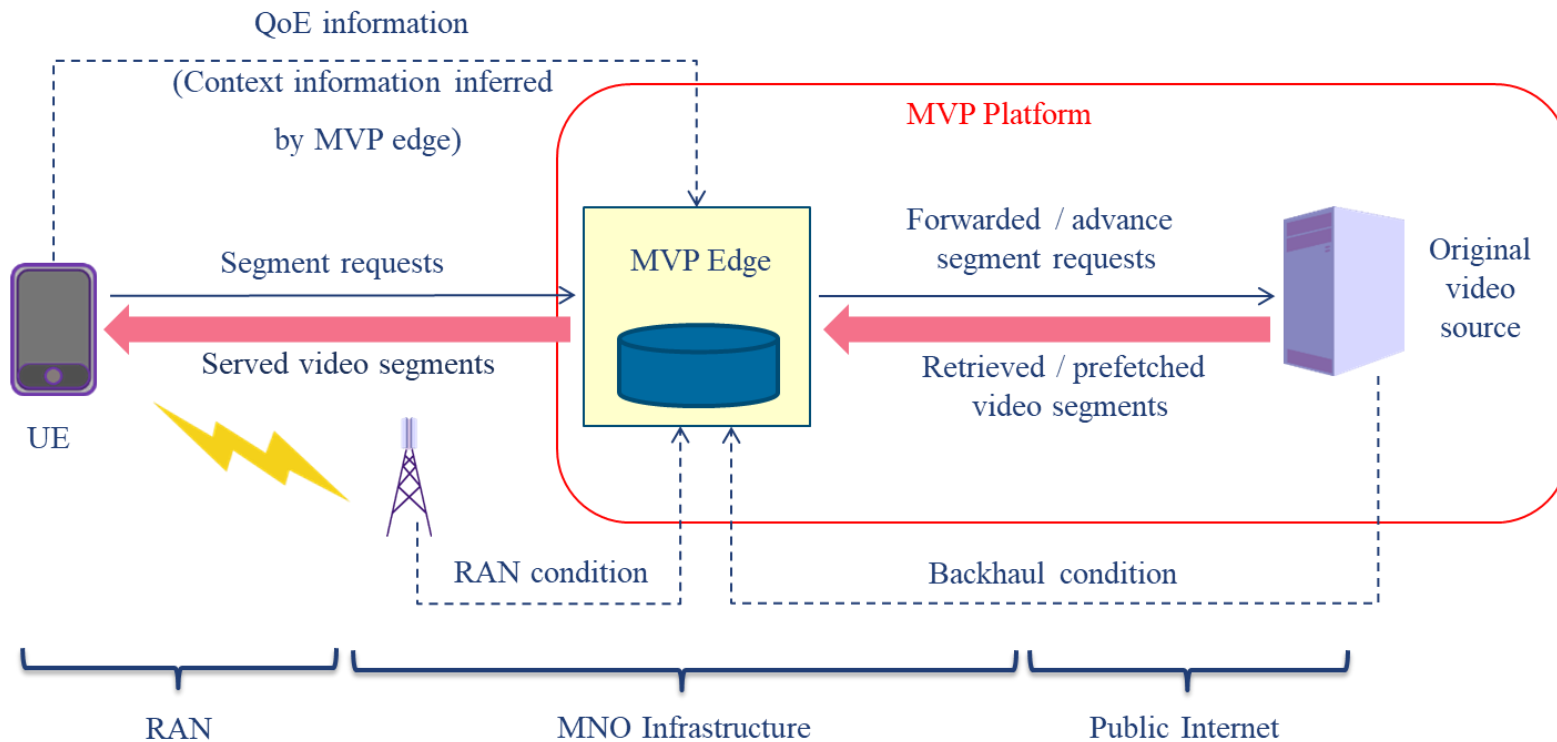 QoE information
(Context information inferred
by MVP edge)
MVP Platform
Segment requests
MVP Edge
Forwarded / advance
segment requests
Original
video
source
Served video segments
Retrieved / prefetched
video segments
UE
RAN condition
Backhaul condition
RAN
MNO Infrastructure
Public Internet